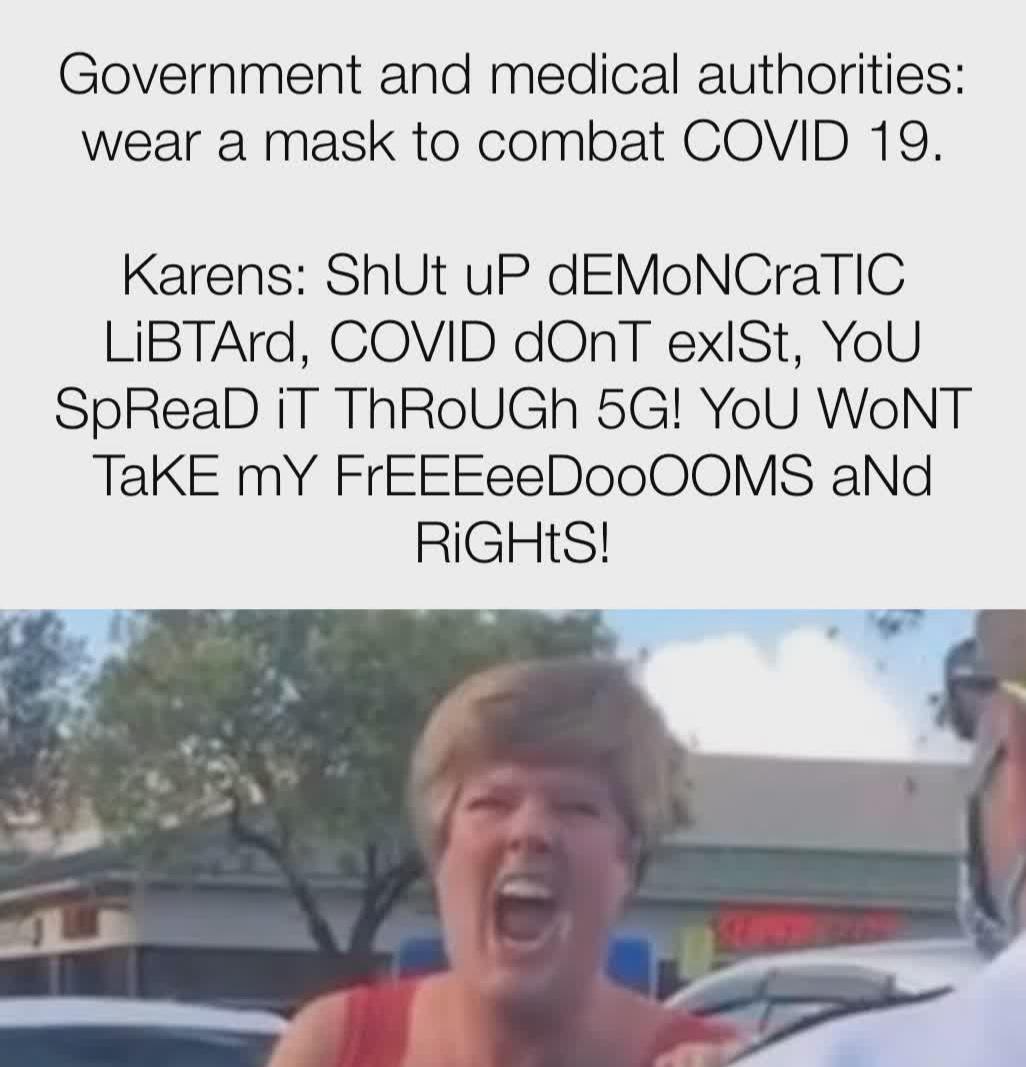 Government and medical authorities:
wear a mask to combat COVID 19.
Karens: ShUt uP dEMoNCraTIC
LiBTArd, COVID dOnT exISt, YoU
SpReaD iT ThRoUGh 5G! YoU WoNT
TaKE mY FrEEEeeDooOOMS aNd
RiGHtS!